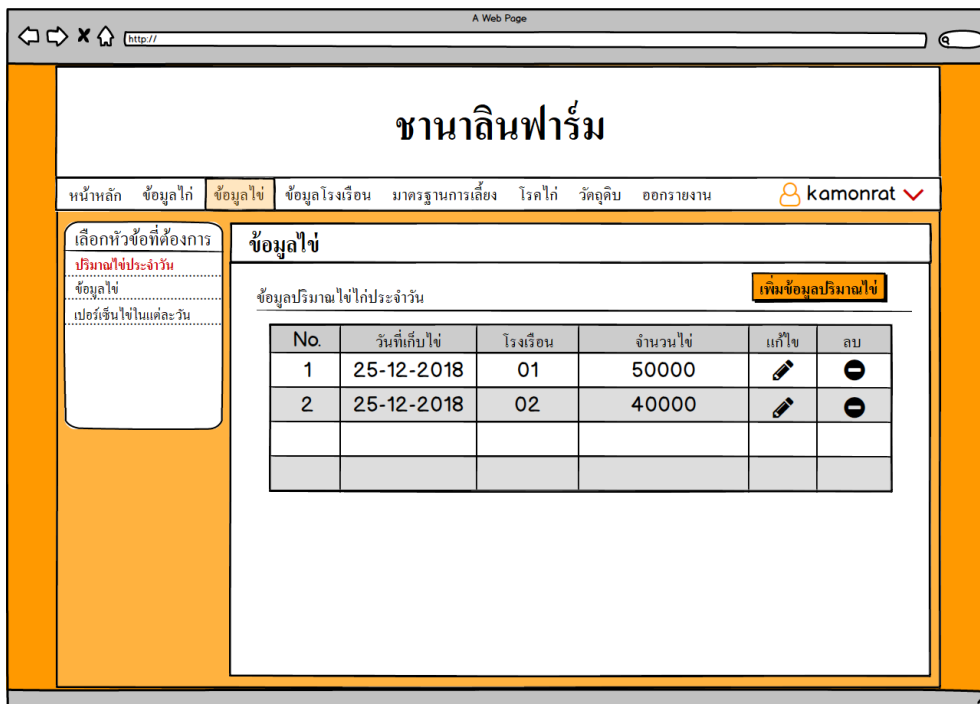 A Web Page
http://
ชานาลินฟาร์ม
หน้าหลัก ข้อมูลไก่ ข้อมูลไข่ ข้อมูลโรงเรือน มาตรฐานการเลี้ยง โรคไก่ วัตถุดิบ ออกรายงาน kamonrat
เลือกหัวข้อที่ต้องการ
ปริมาณไข่ประจำวัน
ข้อมูลไข่
เปอร์เซ็นไข่ในแต่ละวัน
ข้อมูลไข่
ข้อมูลปริมาณไข่ไก่ประจำวัน
เพิ่มข้อมูลปริมาณไข่
No. วันที่เก็บไข่ โรงเรือน จำนวนไข่ แก้ไข ลบ
1 25-12-2018 01 50000
2 25-12-2018 02 40000